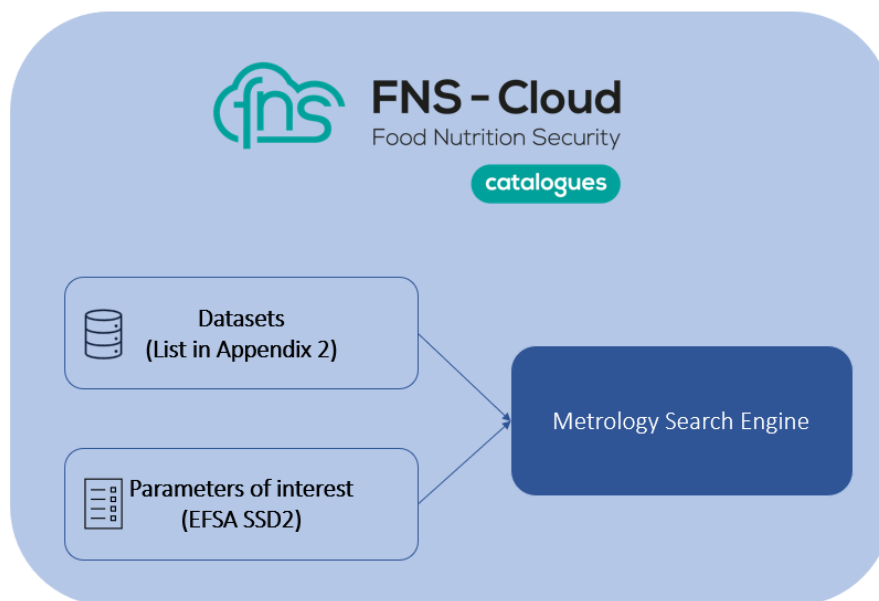 fns
FNS - Cloud
Food Nutrition Security
catalogues
Datasets
(List in Appendix 2)
Parameters of interest
(EFSA SSD2)
Metrology Search Engine